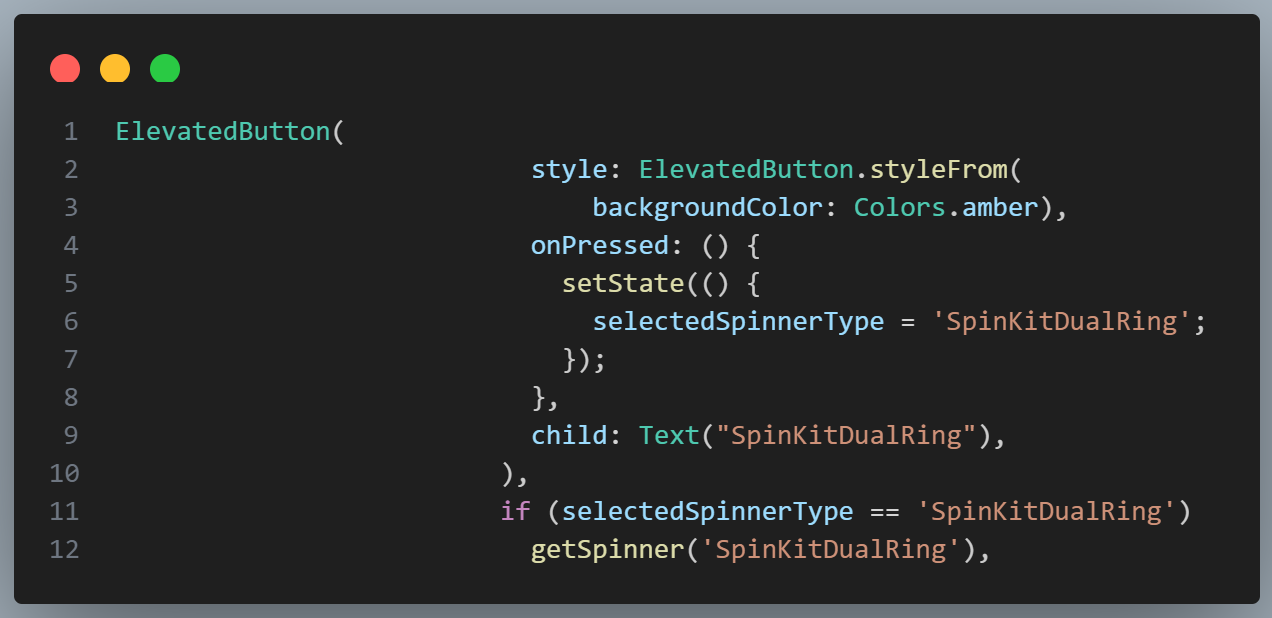 1 ElevatedButton(
2 style: ElevatedButton.styleFrom(
3 backgroundColor: Colors.amber),
4 onPressed: () {
5 setState(() {
6 selectedSpinnerType = 'SpinKitDualRing';
7 });
8 },
9 child: Text("SpinKitDualRing"),
10 ),
11 if (selectedSpinnerType == 'SpinKitDualRing')
12 getSpinner('SpinKitDualRing'),